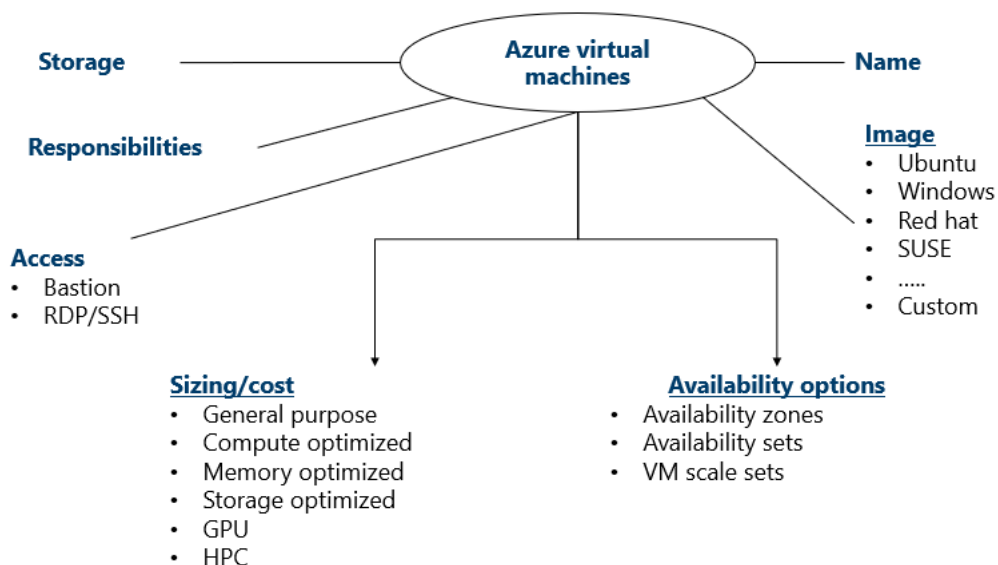 Azure virtual
machines
Storage
Name
Responsibilities
Image
• Ubuntu
• Windows
• Red hat
• SUSE
• .....
• Custom
Access
• Bastion
• RDP/SSH
Sizing/cost
• General purpose
• Compute optimized
• Memory optimized
• Storage optimized
• GPU
• HPC
Availability options
• Availability zones
• Availability sets
• VM scale sets